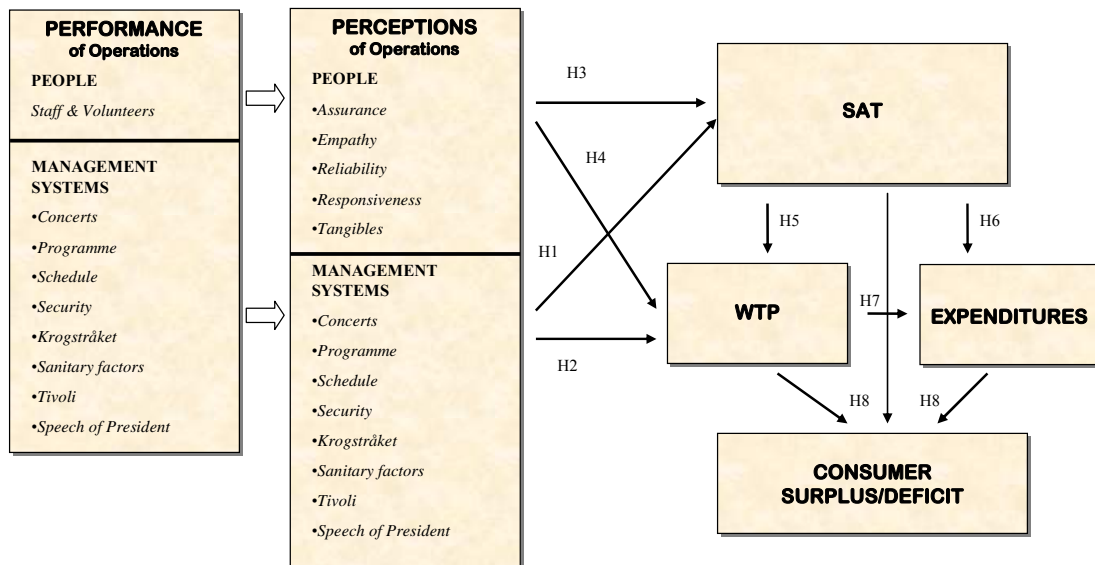 PERFORMANCE
of Operations
PEOPLE
Staff & Volunteers
MANAGEMENT
SYSTEMS
•Concerts
•Programme
•Schedule
•Security
•Krogstråket
•Sanitary factors
•Tivoli
•Speech of President
PERCEPTIONS
of Operations
PEOPLE
•Assurance
•Empathy
•Reliability
•Responsiveness
•Tangibles
MANAGEMENT
SYSTEMS
•Concerts
•Programme
•Schedule
•Security
•Krogstråket
•Sanitary factors
•Tivoli
•Speech of President
H3
H4
H1
H2
SAT
H5
H6
WTP
H7
EXPENDITURES
H8
H8
CONSUMER
SURPLUS/DEFICIT